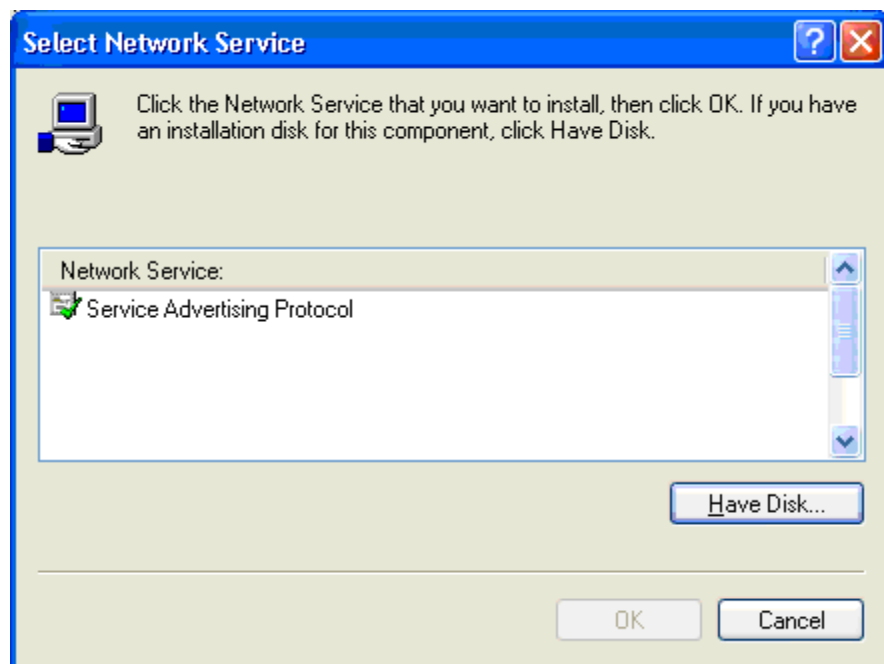 Select Network Service
Click the Network Service that you want to install, then click OK. If you have
an installation disk for this component, click Have Disk.
Network Service:
Service Advertising Protocol
Have Disk...
OK
Cancel